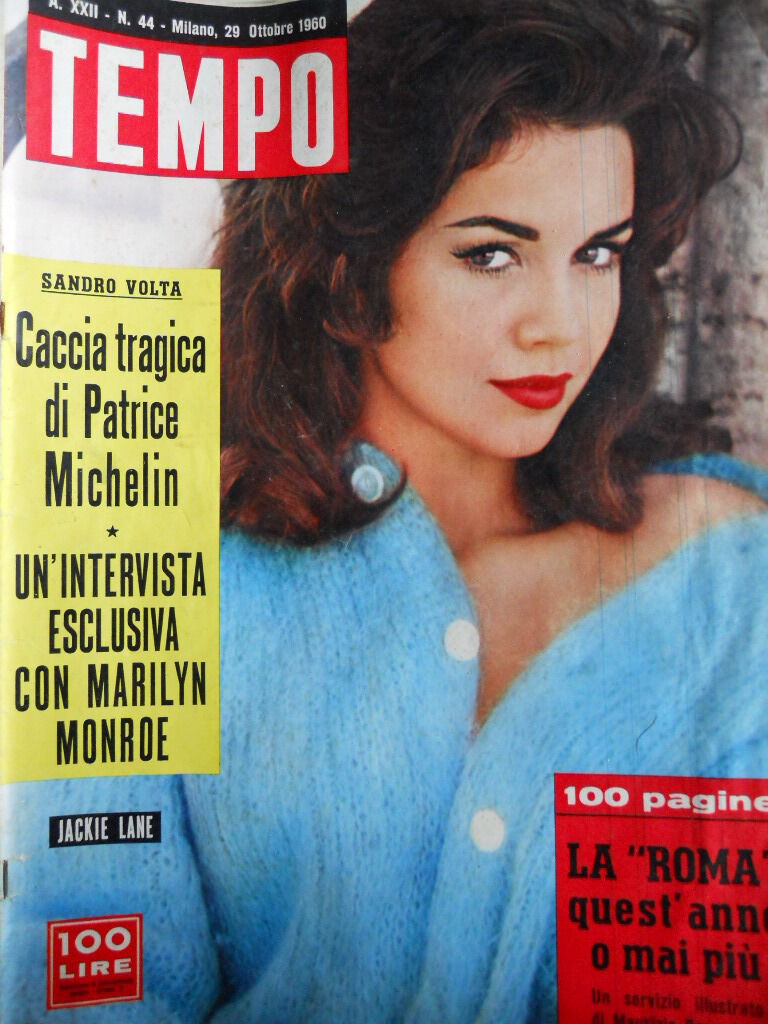 A. XXII - N. 44 - Milano, 29 Ottobre 1960
TEMPO
SANDRO VOLTA
Caccia tragica
di Patrice
Michelin
★
UN'INTERVISTA
ESCLUSIVA
CON MARILYN
MONROE
JACKIE LANE
100
LIRE
100 pagine
LA "ROMA"
quest'anno
o mai più
Un servizio illustrato
di